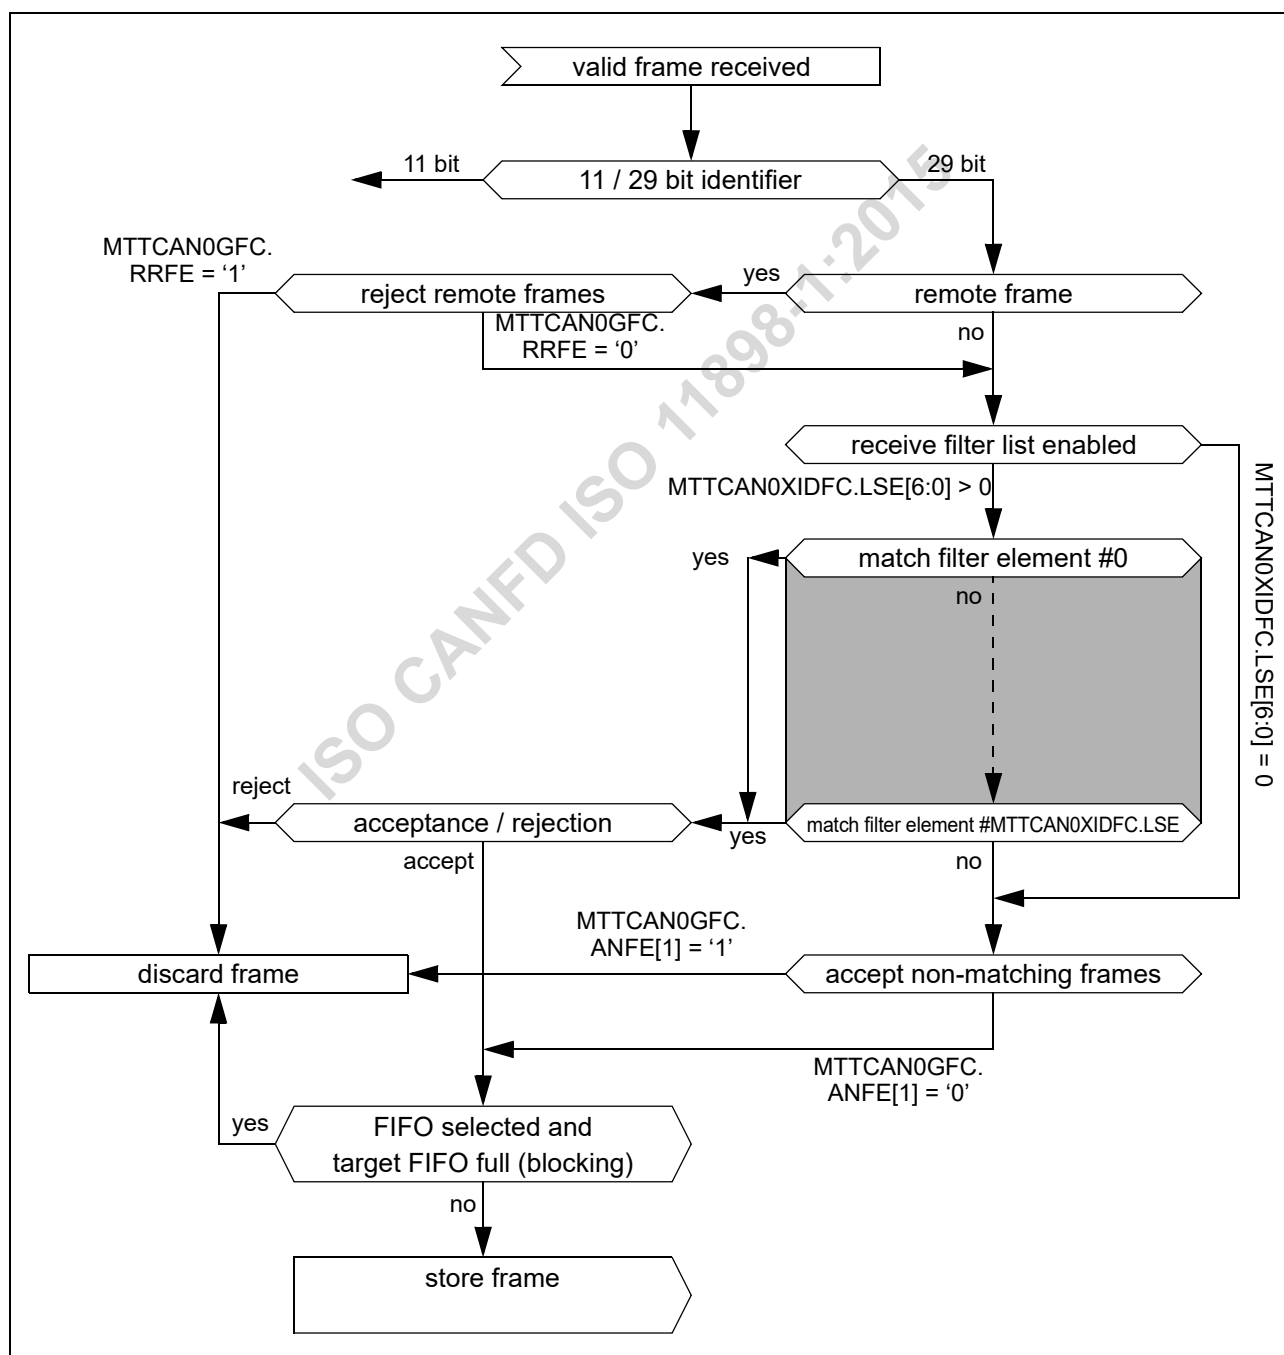 valid frame received
11 bit
11 / 29 bit identifier
29 bit
MTTCAN0GFC.
RRFE = ‘1’
reject remote frames
yes
remote frame
MTTCAN0GFC.
RRFE = ‘0’
no
receive filter list enabled
MTTCAN0XIDFC.LSE[6:0] > 0
MTTCAN0XIDFC.LSE[6:0] = 0
yes
match filter element #0
no
ISO CANFD ISO 11898-1:2015
reject
acceptance / rejection
yes
match filter element #MTTCAN0XIDFC.LSE
accept
no
MTTCAN0GFC.
ANFE[1] = ‘1’
discard frame
accept non-matching frames
MTTCAN0GFC.
ANFE[1] = ‘0’
yes
FIFO selected and
target FIFO full (blocking)
no
store frame